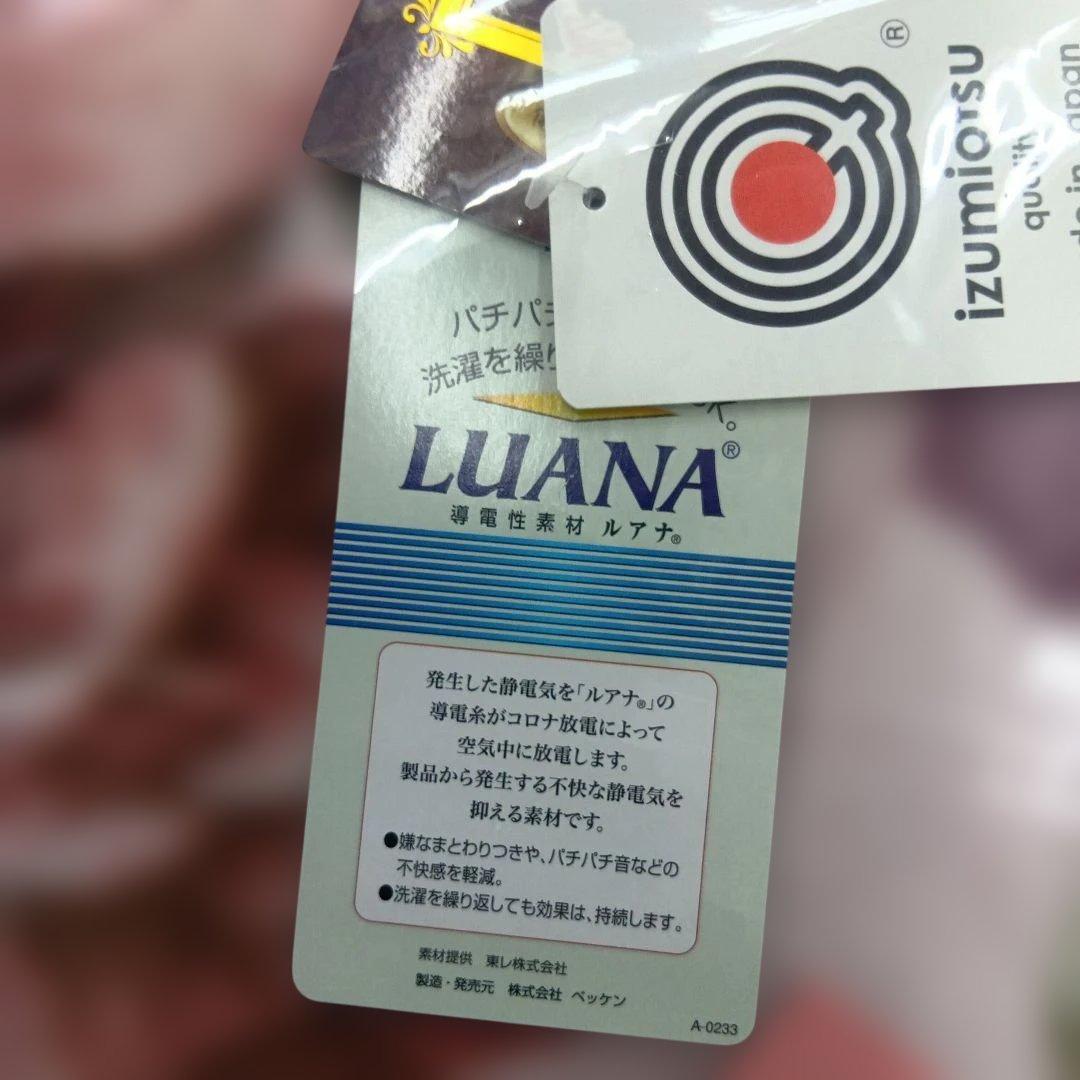 ®
izumiotsu
quality
パチパチ
洗濯を繰り
LUANA®
導電性素材 ルアナ®
発生した静電気を「ルアナ®」の
導電糸がコロナ放電によって
空気中に放電します。
製品から発生する不快な静電気を
抑える素材です。
●嫌なまとわりつきや、パチパチ音などの
不快感を軽減。
●洗濯を繰り返しても効果は、持続します。
素材提供 東レ株式会社
製造・発売元 株式会社 ベッケン
A-0233